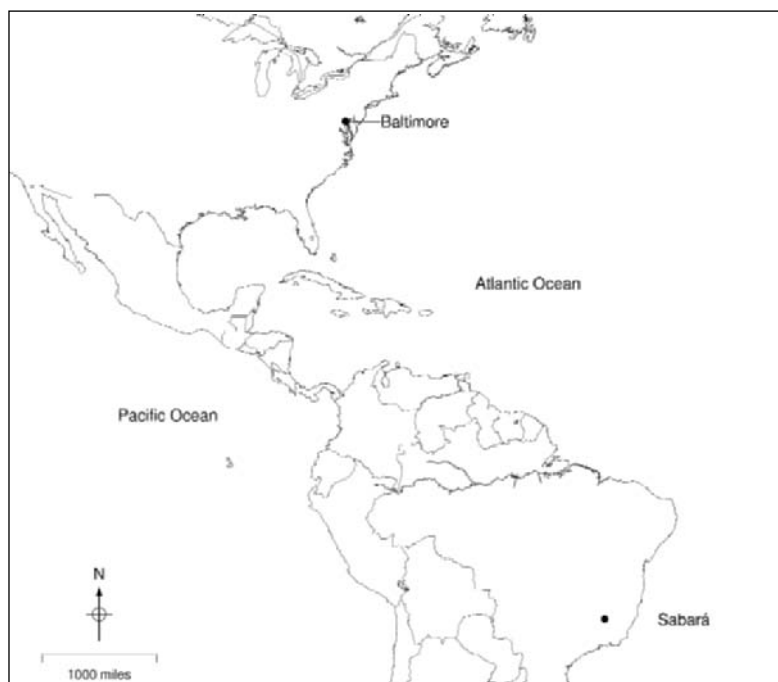 Baltimore
Atlantic Ocean
Pacific Ocean
N
Sabará
1000 miles